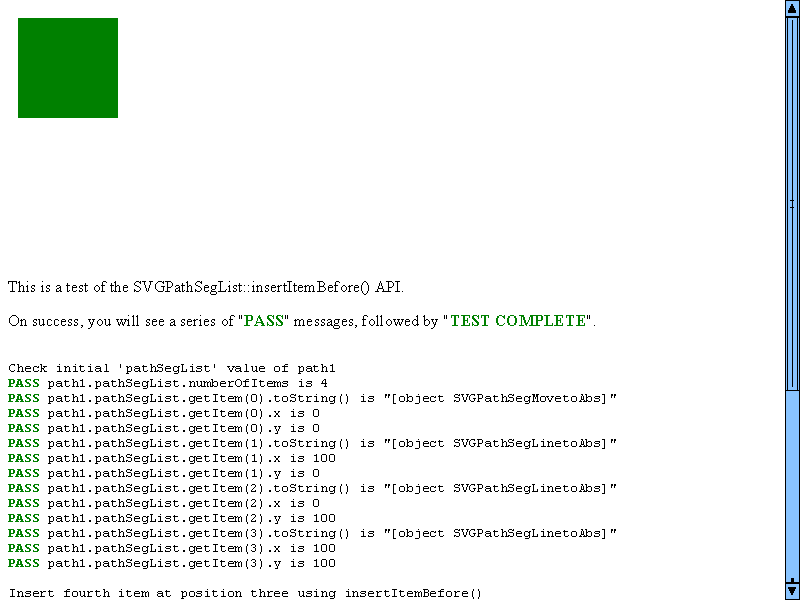 This is a test of the SVGPathSegList::insertItemBefore() API.
On success, you will see a series of "PASS" messages, followed by "TEST COMPLETE".
Check initial 'pathSegList' value of path1
PASS path1.pathSegList.numberOfItems is 4
PASS path1.pathSegList.getItem(0).toString() is "[object SVGPathSegMovetoAbs]"
PASS path1.pathSegList.getItem(0).x is 0
PASS path1.pathSegList.getItem(0).y is 0
PASS path1.pathSegList.getItem(1).toString() is "[object SVGPathSegLinetoAbs]"
PASS path1.pathSegList.getItem(1).x is 100
PASS path1.pathSegList.getItem(1).y is 0
PASS path1.pathSegList.getItem(2).toString() is "[object SVGPathSegLinetoAbs]"
PASS path1.pathSegList.getItem(2).x is 0
PASS path1.pathSegList.getItem(2).y is 100
PASS path1.pathSegList.getItem(3).toString() is "[object SVGPathSegLinetoAbs]"
PASS path1.pathSegList.getItem(3).x is 100
PASS path1.pathSegList.getItem(3).y is 100
Insert fourth item at position three using insertItemBefore()